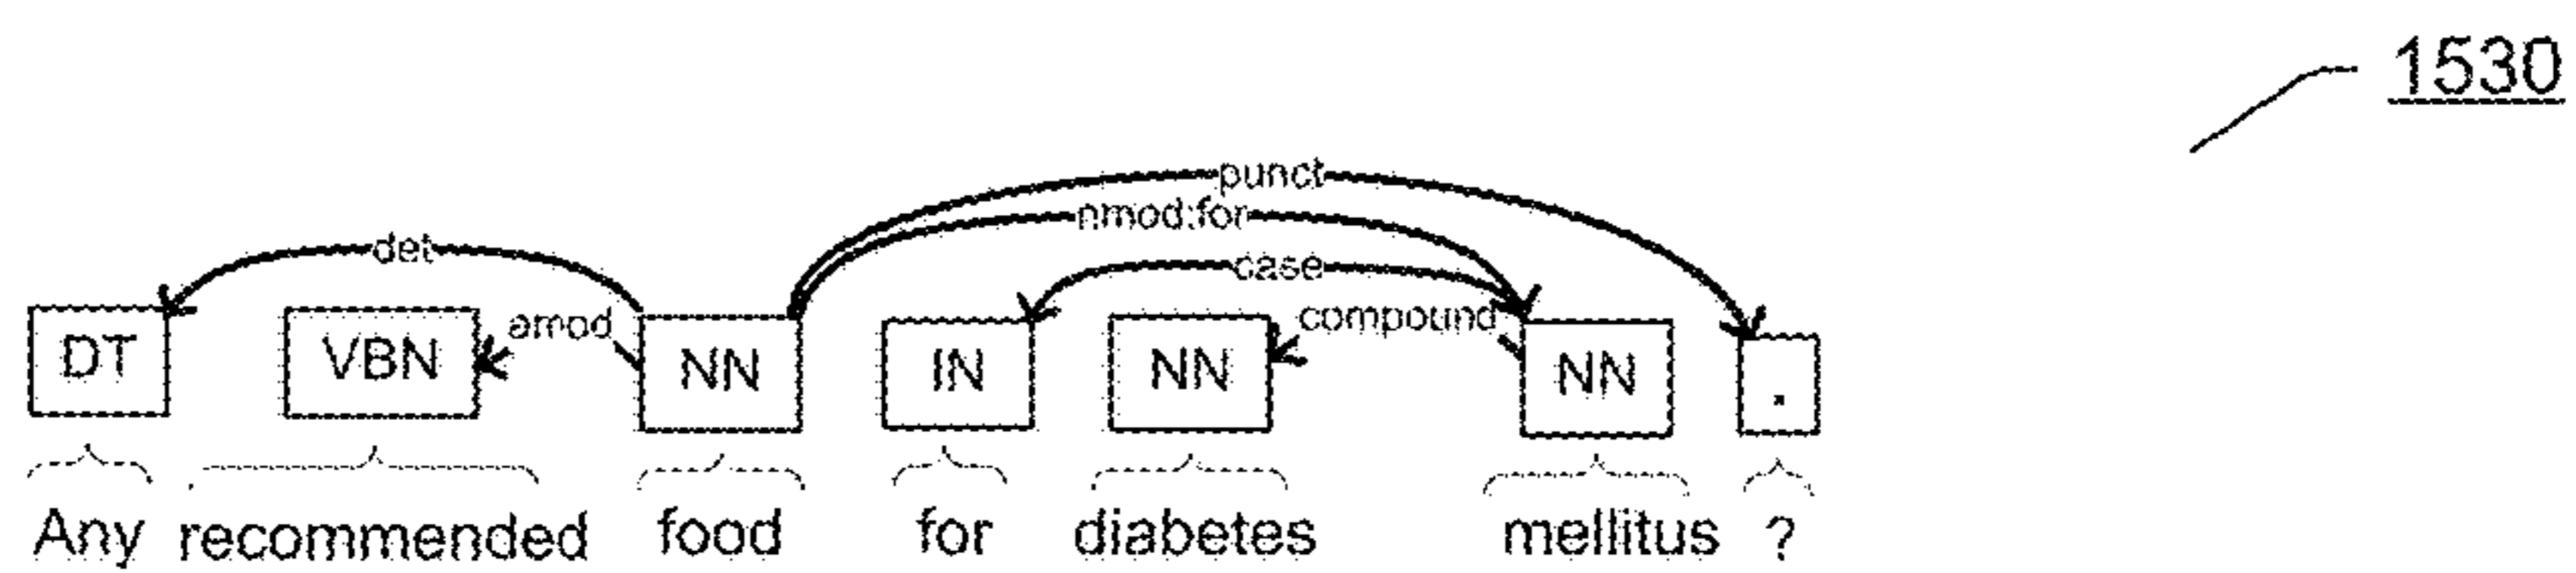 1530
punct
nmod:for
det
case
amod
compound
DT VBN NN IN NN NN .
Any recommended food for diabetes mellitus ?